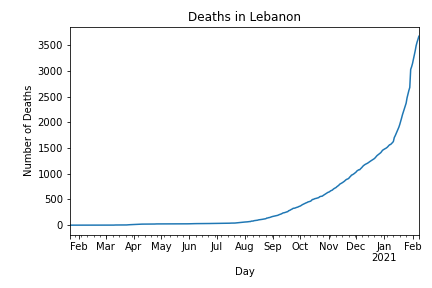 Deaths in Lebanon
Number of Deaths
3500
3000
2500
2000
1500
1000
500
0
Feb Mar Apr May Jun Jul Aug Sep Oct Nov Dec Jan Feb
2021
Day